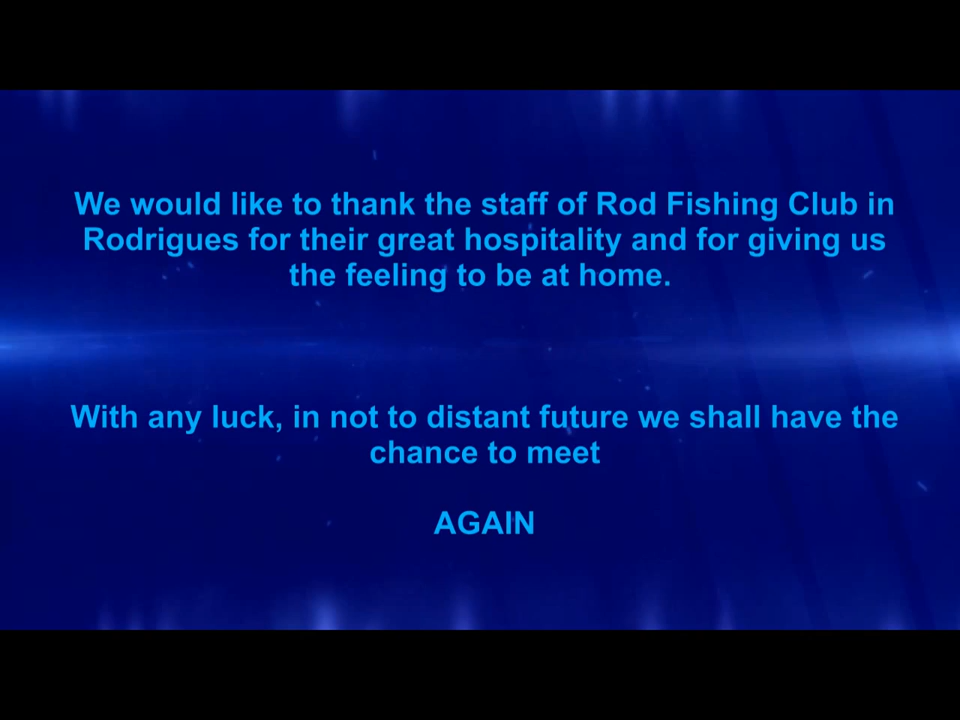 We would like to thank the staff of Rod Fishing Club in
Rodrigues for their great hospitality and for giving us
the feeling to be at home.
With any luck, in not to distant future we shall have the
chance to meet
AGAIN